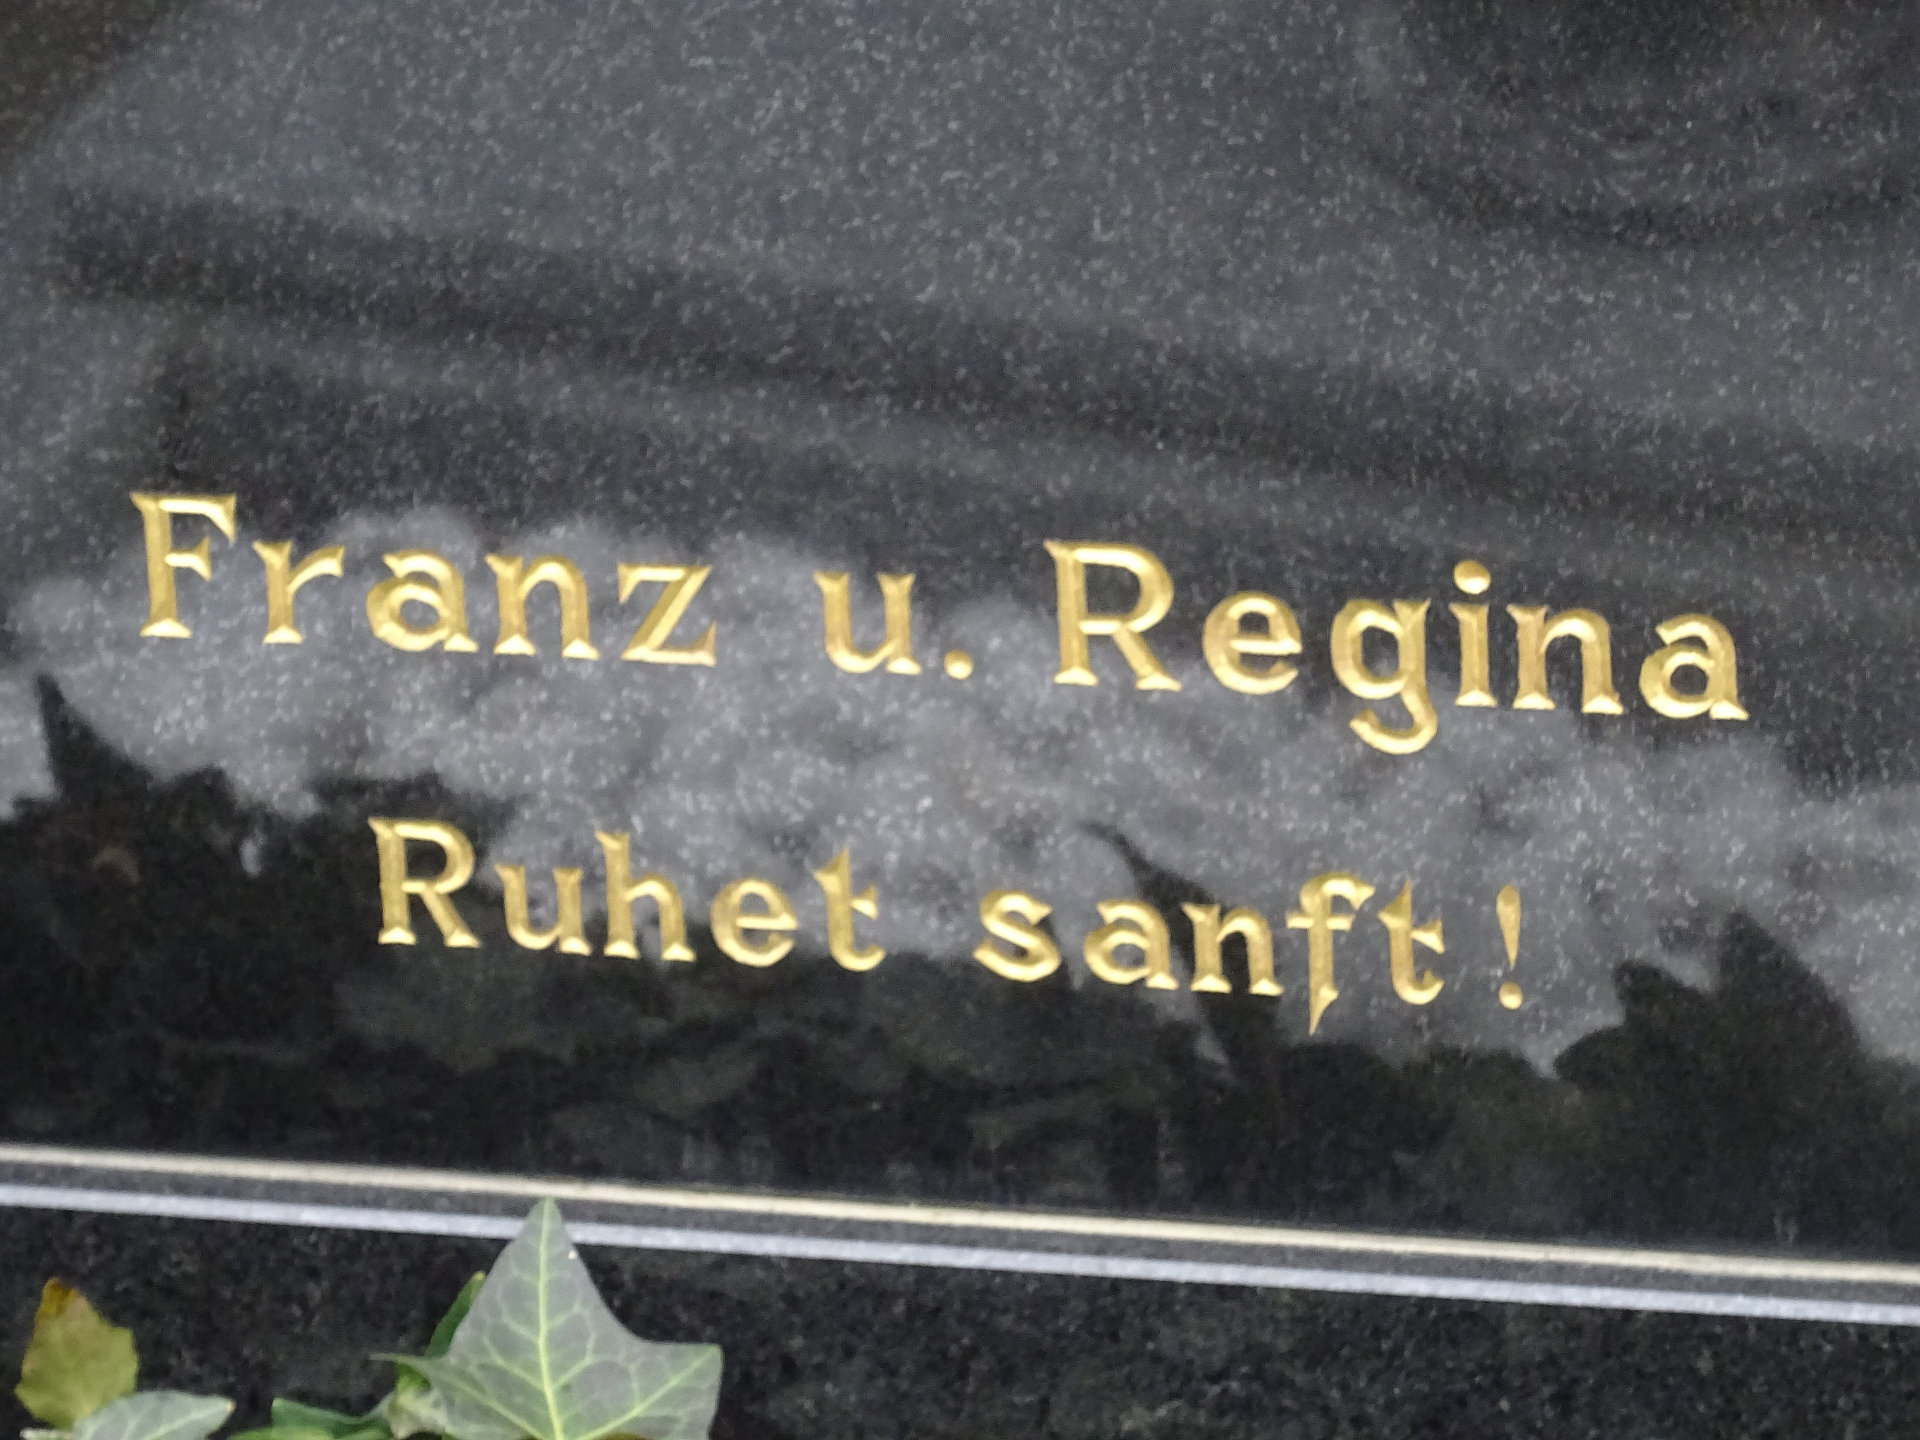 Franz u. Regina
Ruhet sanft!